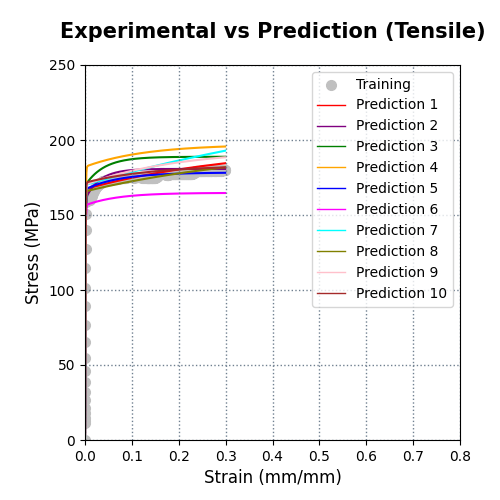 Experimental vs Prediction (Tensile)
250
200
150
100
50
0
Stress (MPa)
Training
Prediction 1
Prediction 2
Prediction 3
Prediction 4
Prediction 5
Prediction 6
Prediction 7
Prediction 8
Prediction 9
Prediction 10
0.0 0.1 0.2 0.3 0.4 0.5 0.6 0.7 0.8
Strain (mm/mm)